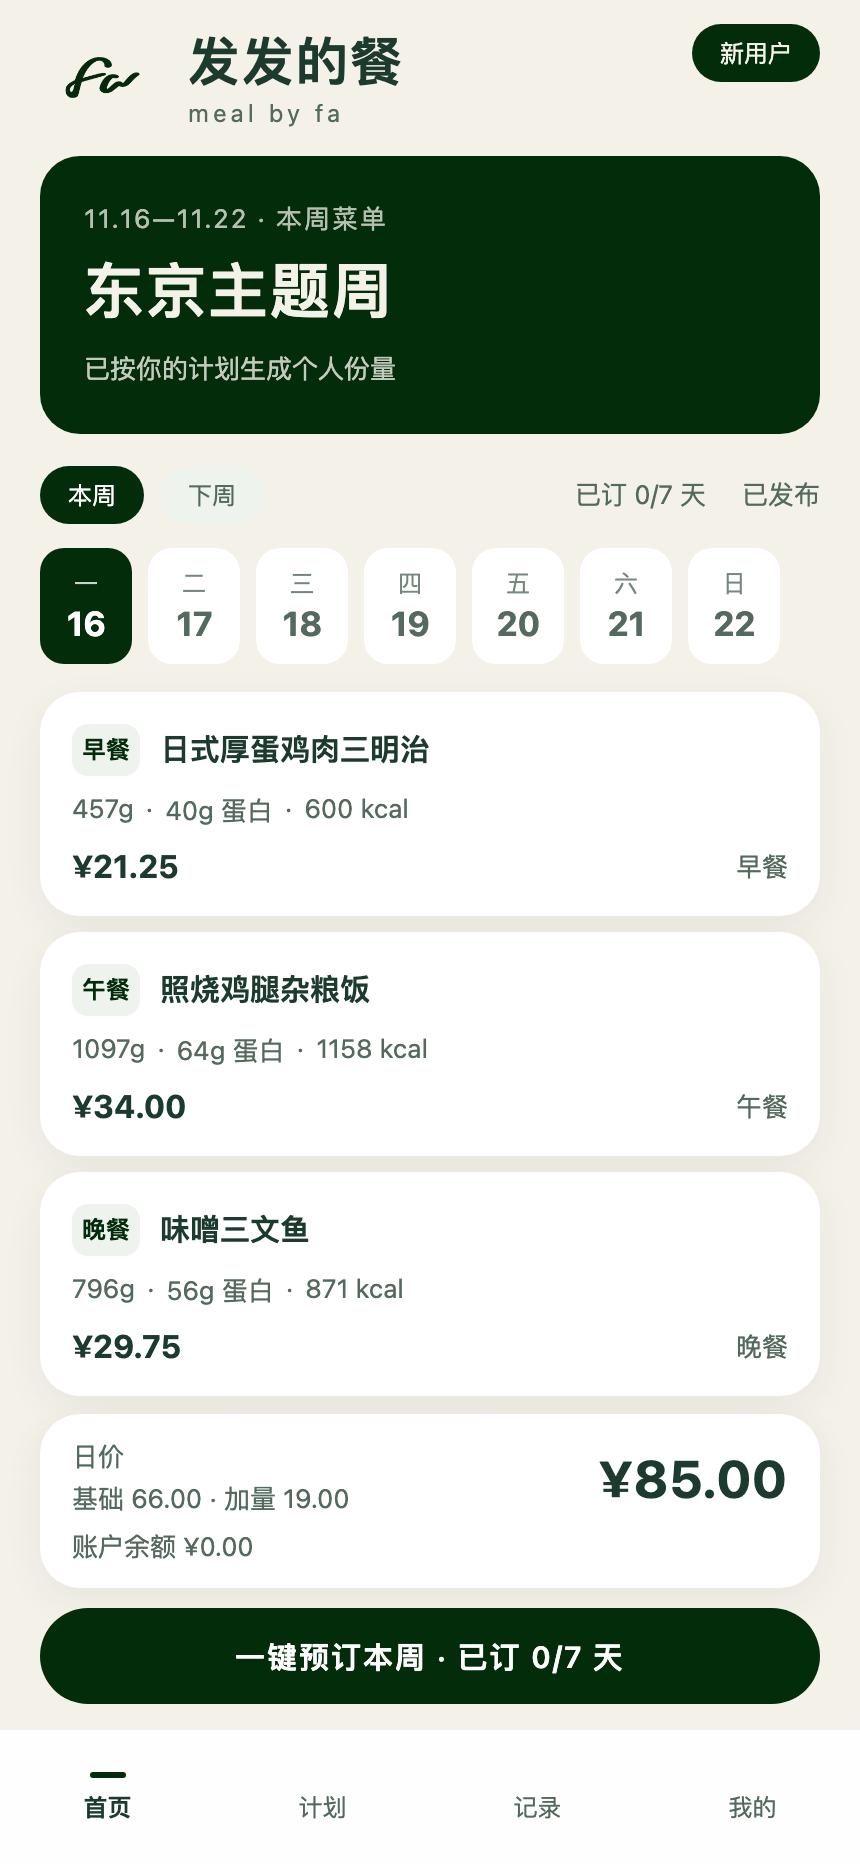 fa
发发的餐
新用户
meal by fa
11.16—11.22 · 本周菜单
东京主题周
已按你的计划生成个人份量
本周 下周 已订 0/7 天 已发布
一 二 三 四 五 六 日
16 17 18 19 20 21 22
早餐 日式厚蛋鸡肉三明治
457g · 40g 蛋白 · 600 kcal
¥21.25 早餐
午餐 照烧鸡腿杂粮饭
1097g · 64g 蛋白 · 1158 kcal
¥34.00 午餐
晚餐 味噌三文鱼
796g · 56g 蛋白 · 871 kcal
¥29.75 晚餐
日价
基础 66.00 · 加量 19.00
¥85.00
账户余额 ¥0.00
一键预订本周 · 已订 0/7 天
首页 计划 记录 我的